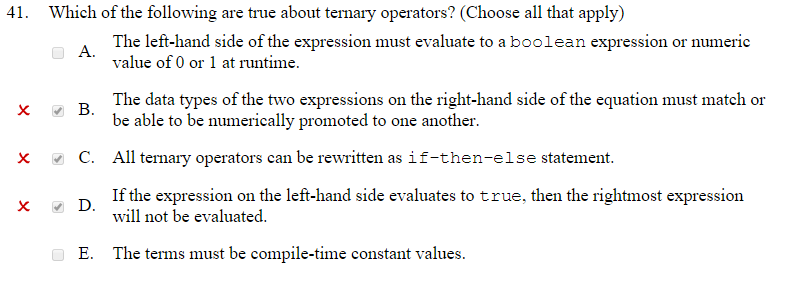 41. Which of the following are true about ternary operators? (Choose all that apply)
A. The left-hand side of the expression must evaluate to a boolean expression or numeric
value of 0 or 1 at runtime.
B. The data types of the two expressions on the right-hand side of the equation must match or
be able to be numerically promoted to one another.
C. All ternary operators can be rewritten as if-then-else statement.
D. If the expression on the left-hand side evaluates to true, then the rightmost expression
will not be evaluated.
E. The terms must be compile-time constant values.